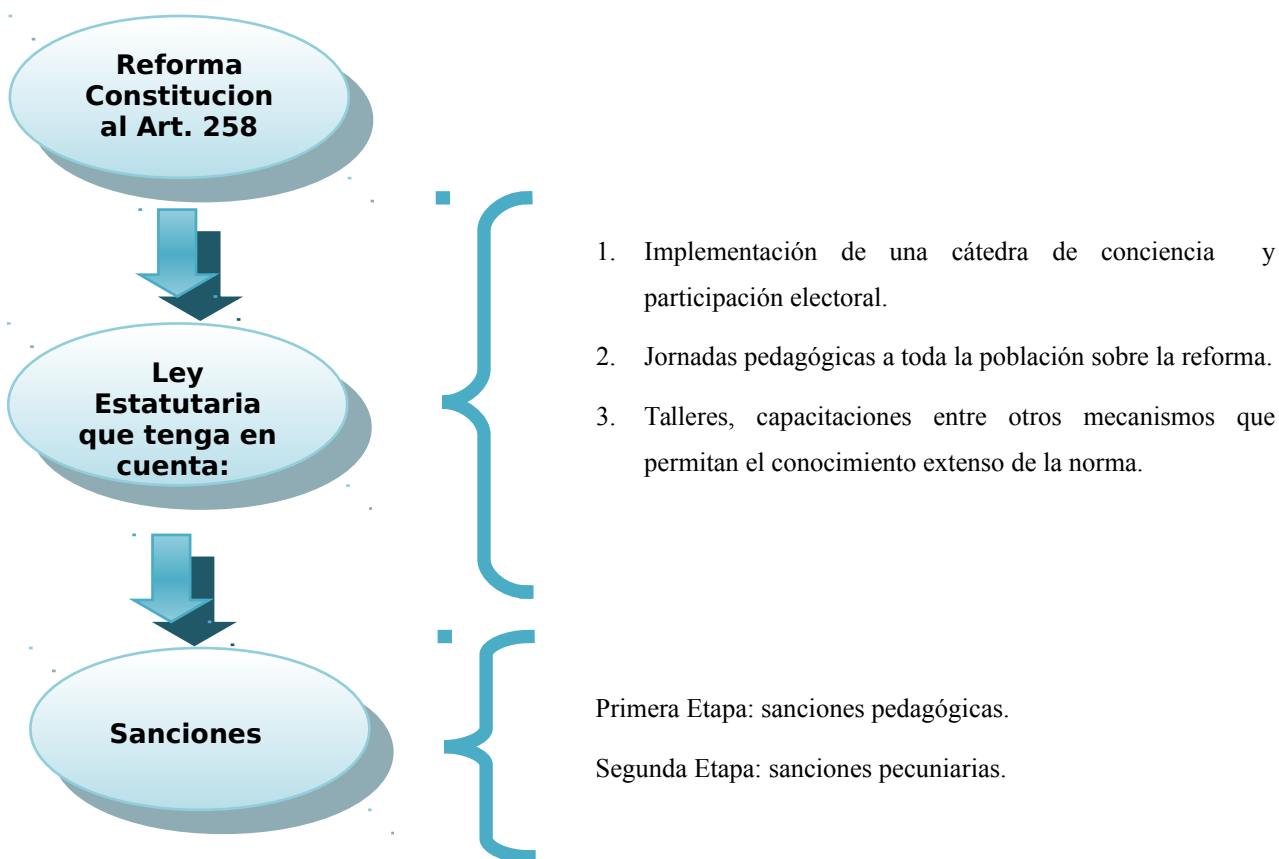 Reforma
Constitucion
al Art. 258
1. Implementación de una cátedra de conciencia y
participación electoral.
2. Jornadas pedagógicas a toda la población sobre la reforma.
3. Talleres, capacitaciones entre otros mecanismos que
permitan el conocimiento extenso de la norma.
Ley
Estatutaria
que tenga en
cuenta:
Sanciones
Primera Etapa: sanciones pedagógicas.
Segunda Etapa: sanciones pecuniarias.